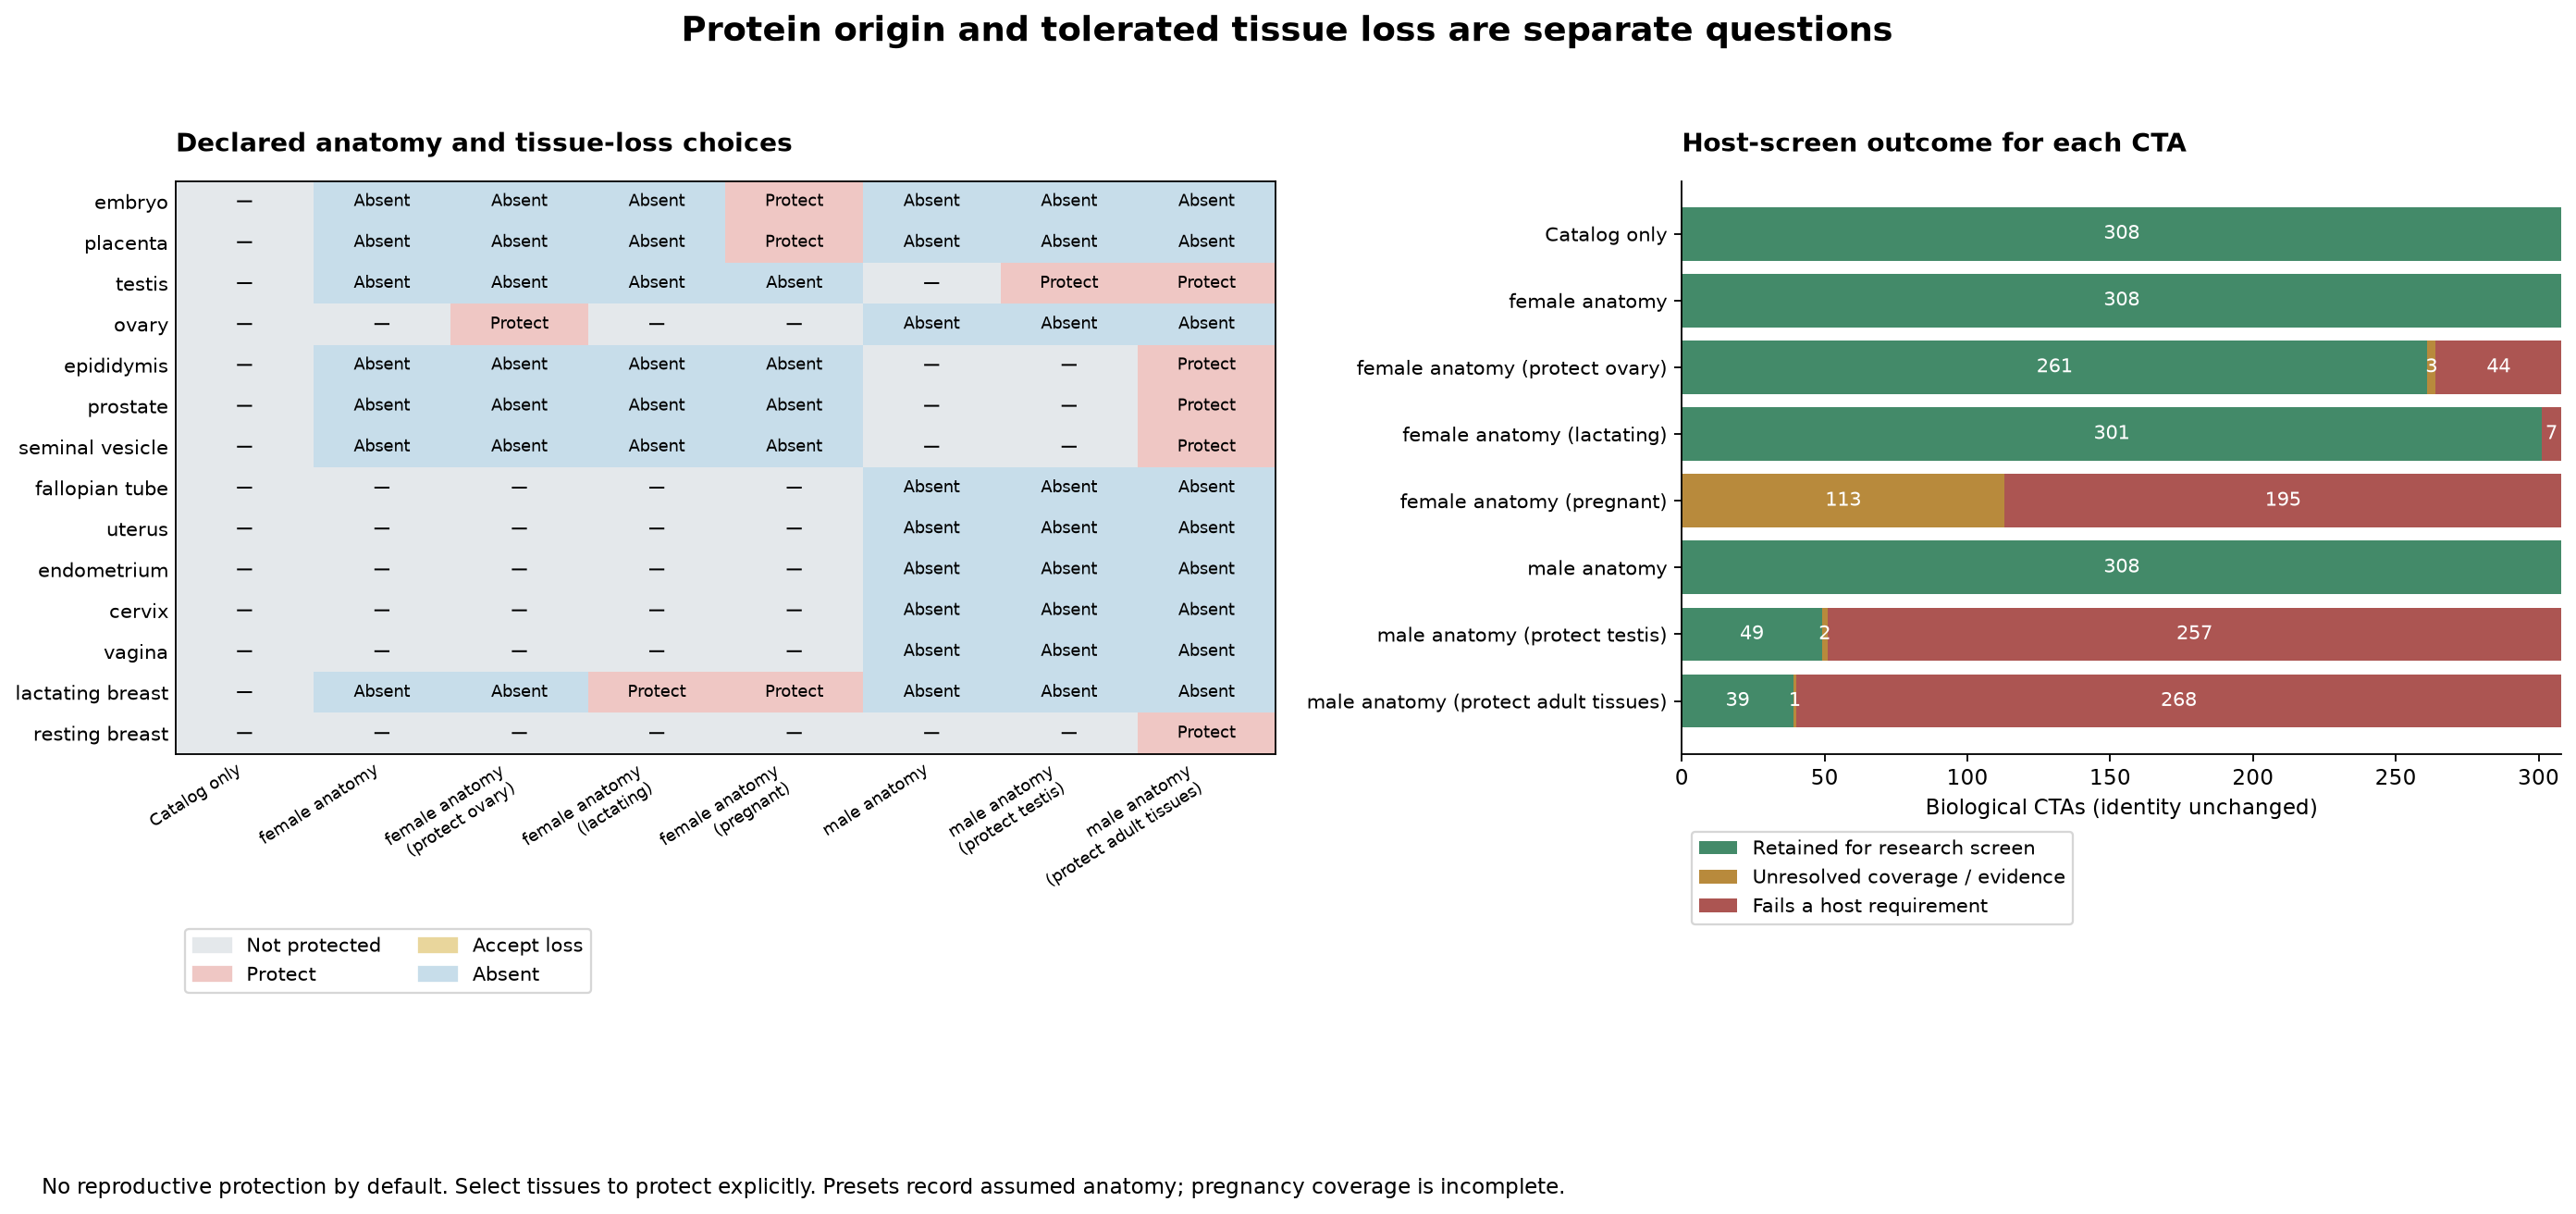 Protein origin and tolerated tissue loss are separate questions
Declared anatomy and tissue-loss choices
embryo — Absent Absent Absent Protect Absent Absent Absent
placenta — Absent Absent Absent Protect Absent Absent Absent
testis — Absent Absent Absent Absent — Protect Protect
ovary — — Protect — — Absent Absent Absent
epididymis — Absent Absent Absent Absent — — Protect
prostate — Absent Absent Absent Absent — — Protect
seminal vesicle — Absent Absent Absent Absent — — Protect
fallopian tube — — — — — Absent Absent Absent
uterus — — — — — Absent Absent Absent
endometrium — — — — — Absent Absent Absent
cervix — — — — — Absent Absent Absent
vagina — — — — — Absent Absent Absent
lactating breast — Absent Absent Protect Protect Absent Absent Absent
resting breast — — — — — — — Protect
Catalog only
female anatomy
female anatomy
(protect ovary)
female anatomy
(lactating)
female anatomy
(pregnant)
male anatomy
male anatomy
(protect testis)
male anatomy
(protect adult tissues)
Not protected
Accept loss
Protect
Absent
Host-screen outcome for each CTA
Catalog only 308
female anatomy 308
female anatomy (protect ovary) 261 3 44
female anatomy (lactating) 301 7
female anatomy (pregnant) 113 195
male anatomy 308
male anatomy (protect testis) 49 2 257
male anatomy (protect adult tissues) 39 1 268
0 50 100 150 200 250 300
Biological CTAs (identity unchanged)
Retained for research screen
Unresolved coverage / evidence
Fails a host requirement
No reproductive protection by default. Select tissues to protect explicitly. Presets record assumed anatomy; pregnancy coverage is incomplete.